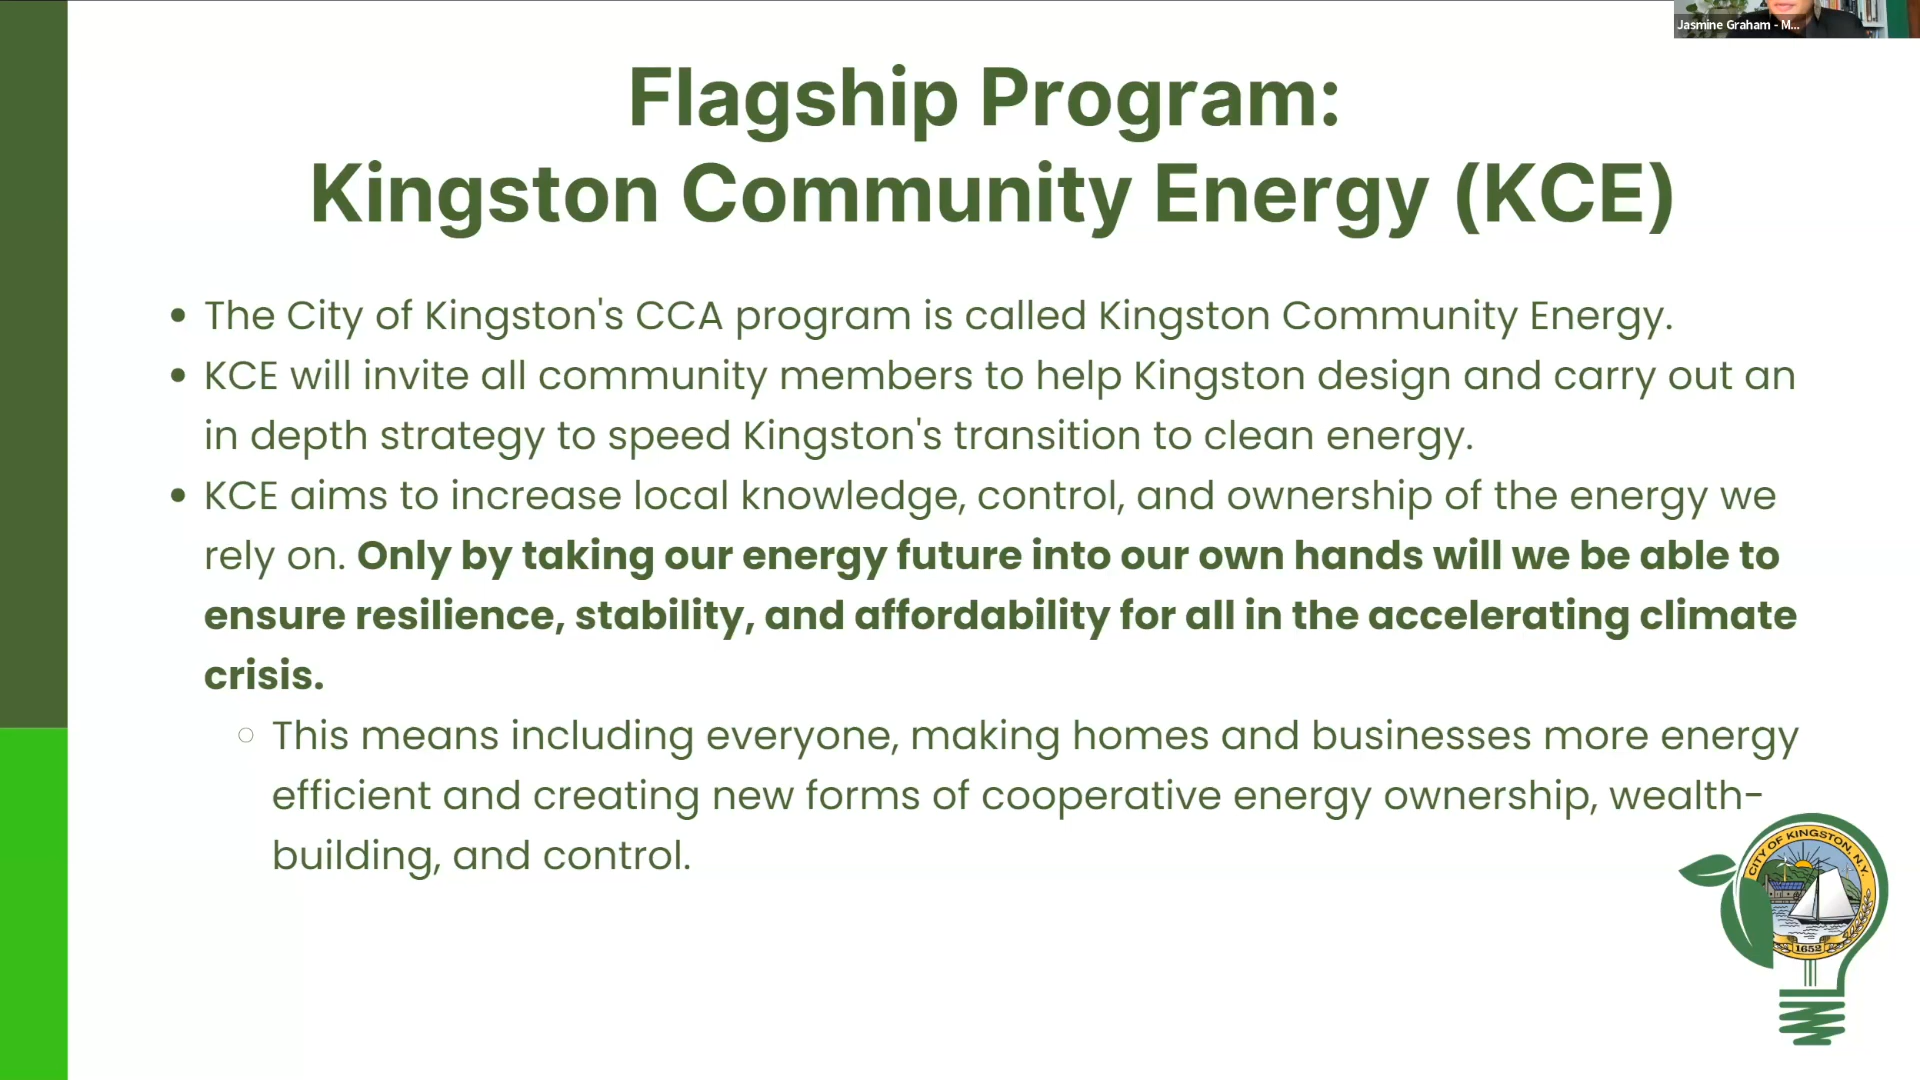 Jasmine Graham - M...
Flagship Program:
Kingston Community Energy (KCE)
• The City of Kingston's CCA program is called Kingston Community Energy.
• KCE will invite all community members to help Kingston design and carry out an
in depth strategy to speed Kingston's transition to clean energy.
• KCE aims to increase local knowledge, control, and ownership of the energy we
rely on. Only by taking our energy future into our own hands will we be able to
ensure resilience, stability, and affordability for all in the accelerating climate
crisis.
○ This means including everyone, making homes and businesses more energy
efficient and creating new forms of cooperative energy ownership, wealth-
building, and control.
CITY OF KINGSTON, N.Y.
1652